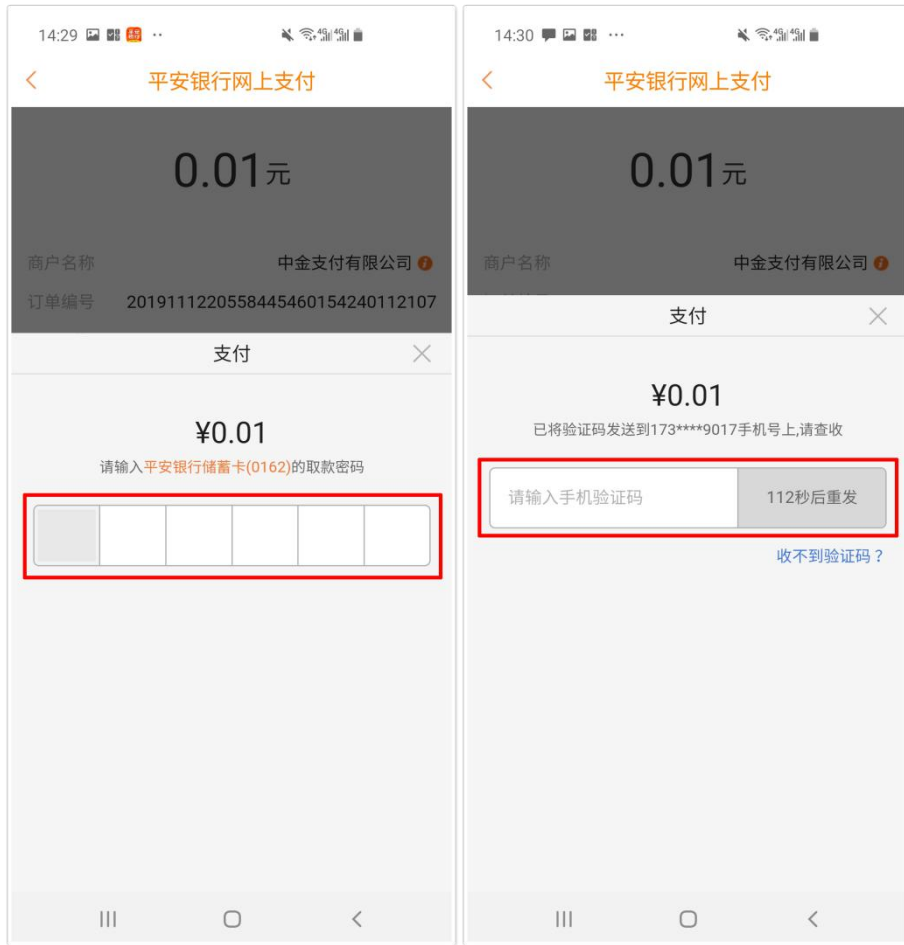 14:29
平安银行网上支付
0.01元
商户名称 中金支付有限公司
订单编号 2019111220558445460154240112107
支付
¥0.01
请输入平安银行储蓄卡(0162)的取款密码
14:30
平安银行网上支付
0.01元
商户名称 中金支付有限公司
支付
¥0.01
已将验证码发送到173****9017手机号上,请查收
请输入手机验证码 112秒后重发
收不到验证码？